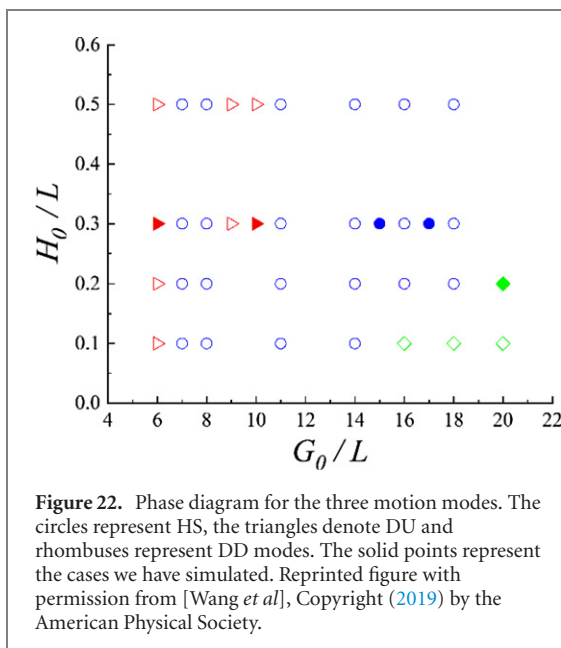 0.6
0.5
0.4
0.3
0.2
0.1
0.0
H₀ / L
4 6 8 10 12 14 16 18 20 22
G₀ / L
Figure 22. Phase diagram for the three motion modes. The
circles represent HS, the triangles denote DU and
rhombuses represent DD modes. The solid points represent
the cases we have simulated. Reprinted figure with
permission from [Wang et al], Copyright (2019) by the
American Physical Society.